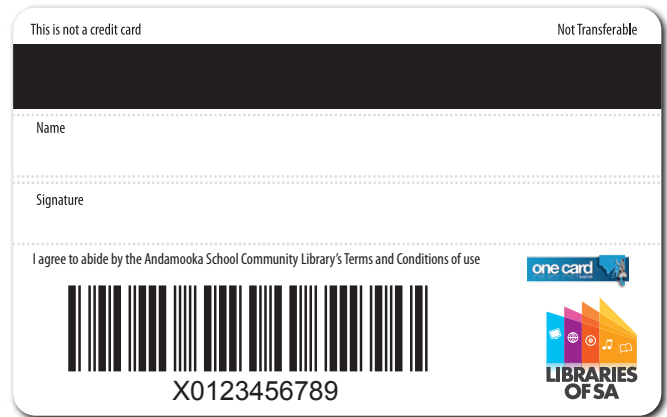 This is not a credit card
Not Transferable
Name
Signature
I agree to abide by the Andamooka School Community Library's Terms and Conditions of use
one card
X0123456789
LIBRARIES
OF SA